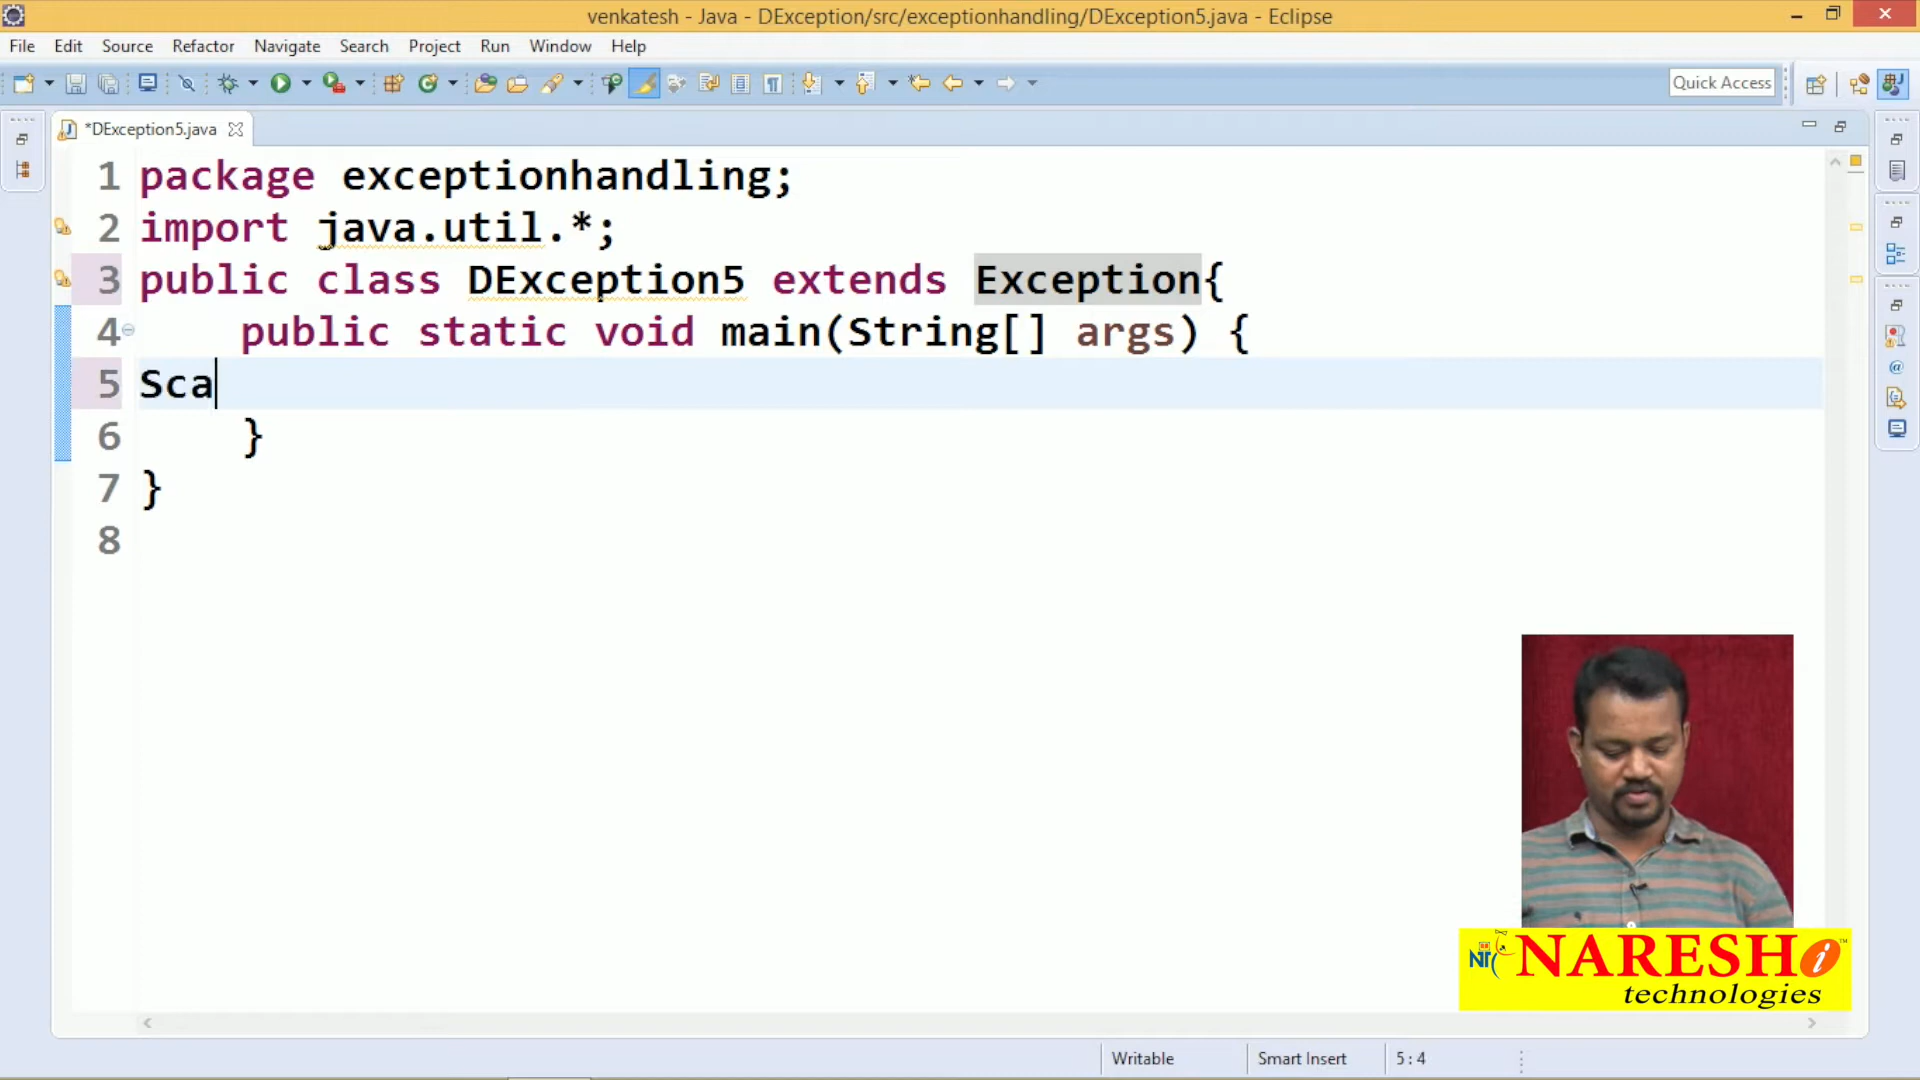 venkatesh - Java - DException/src/exceptionhandling/DException5.java - Eclipse
File Edit Source Refactor Navigate Search Project Run Window Help
Quick Access
*DException5.java
1 package exceptionhandling;
2 import java.util.*;
3 public class DException5 extends Exception{
4 public static void main(String[] args) {
5 Sca
6 }
7 }
8
NARESH i
technologies
Writable Smart Insert 5 : 4